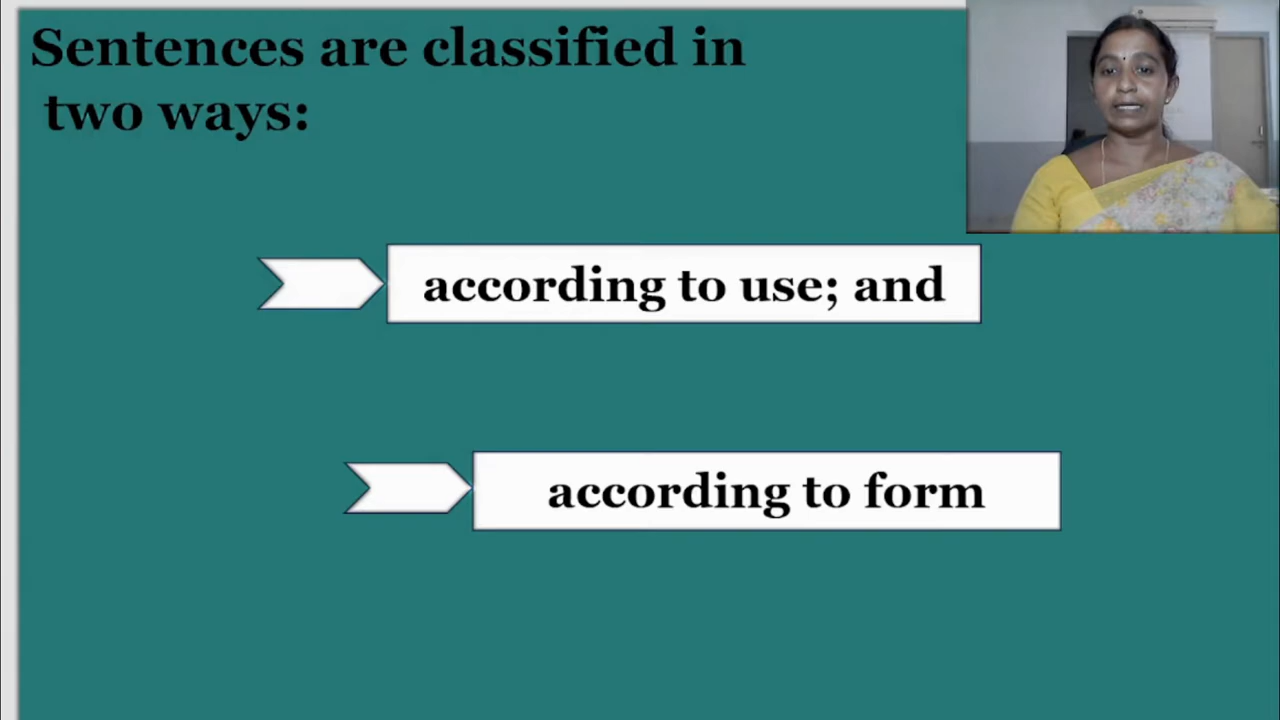 Sentences are classified in
two ways:
according to use; and
according to form